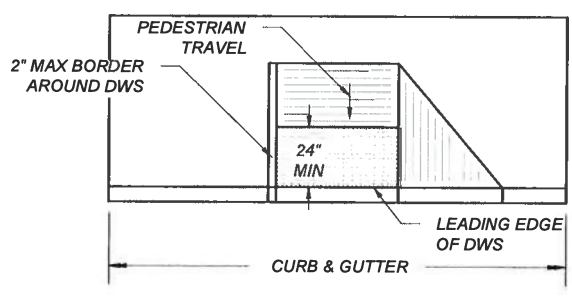 PEDESTRIAN
TRAVEL
2" MAX BORDER
AROUND DWS
24"
MIN
LEADING EDGE
OF DWS
CURB & GUTTER